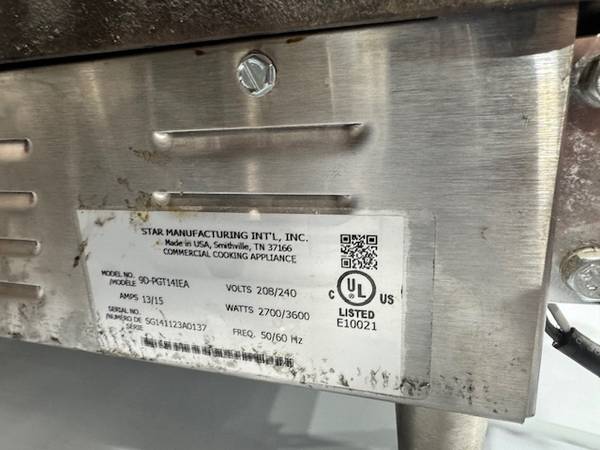 STAR MANUFACTURING INT'L, INC.
Made in USA, Smithville, TN 37166
COMMERCIAL COOKING APPLIANCE
MODEL NO. /MODÈLE 9D-PGT14IEA
VOLTS 208/240
AMPS 13/15
WATTS 2700/3600
SERIAL NO. /NUMÉRO DE SÉRIE SG141123A0137
FREQ. 50/60 Hz
C UL US
LISTED
E10021